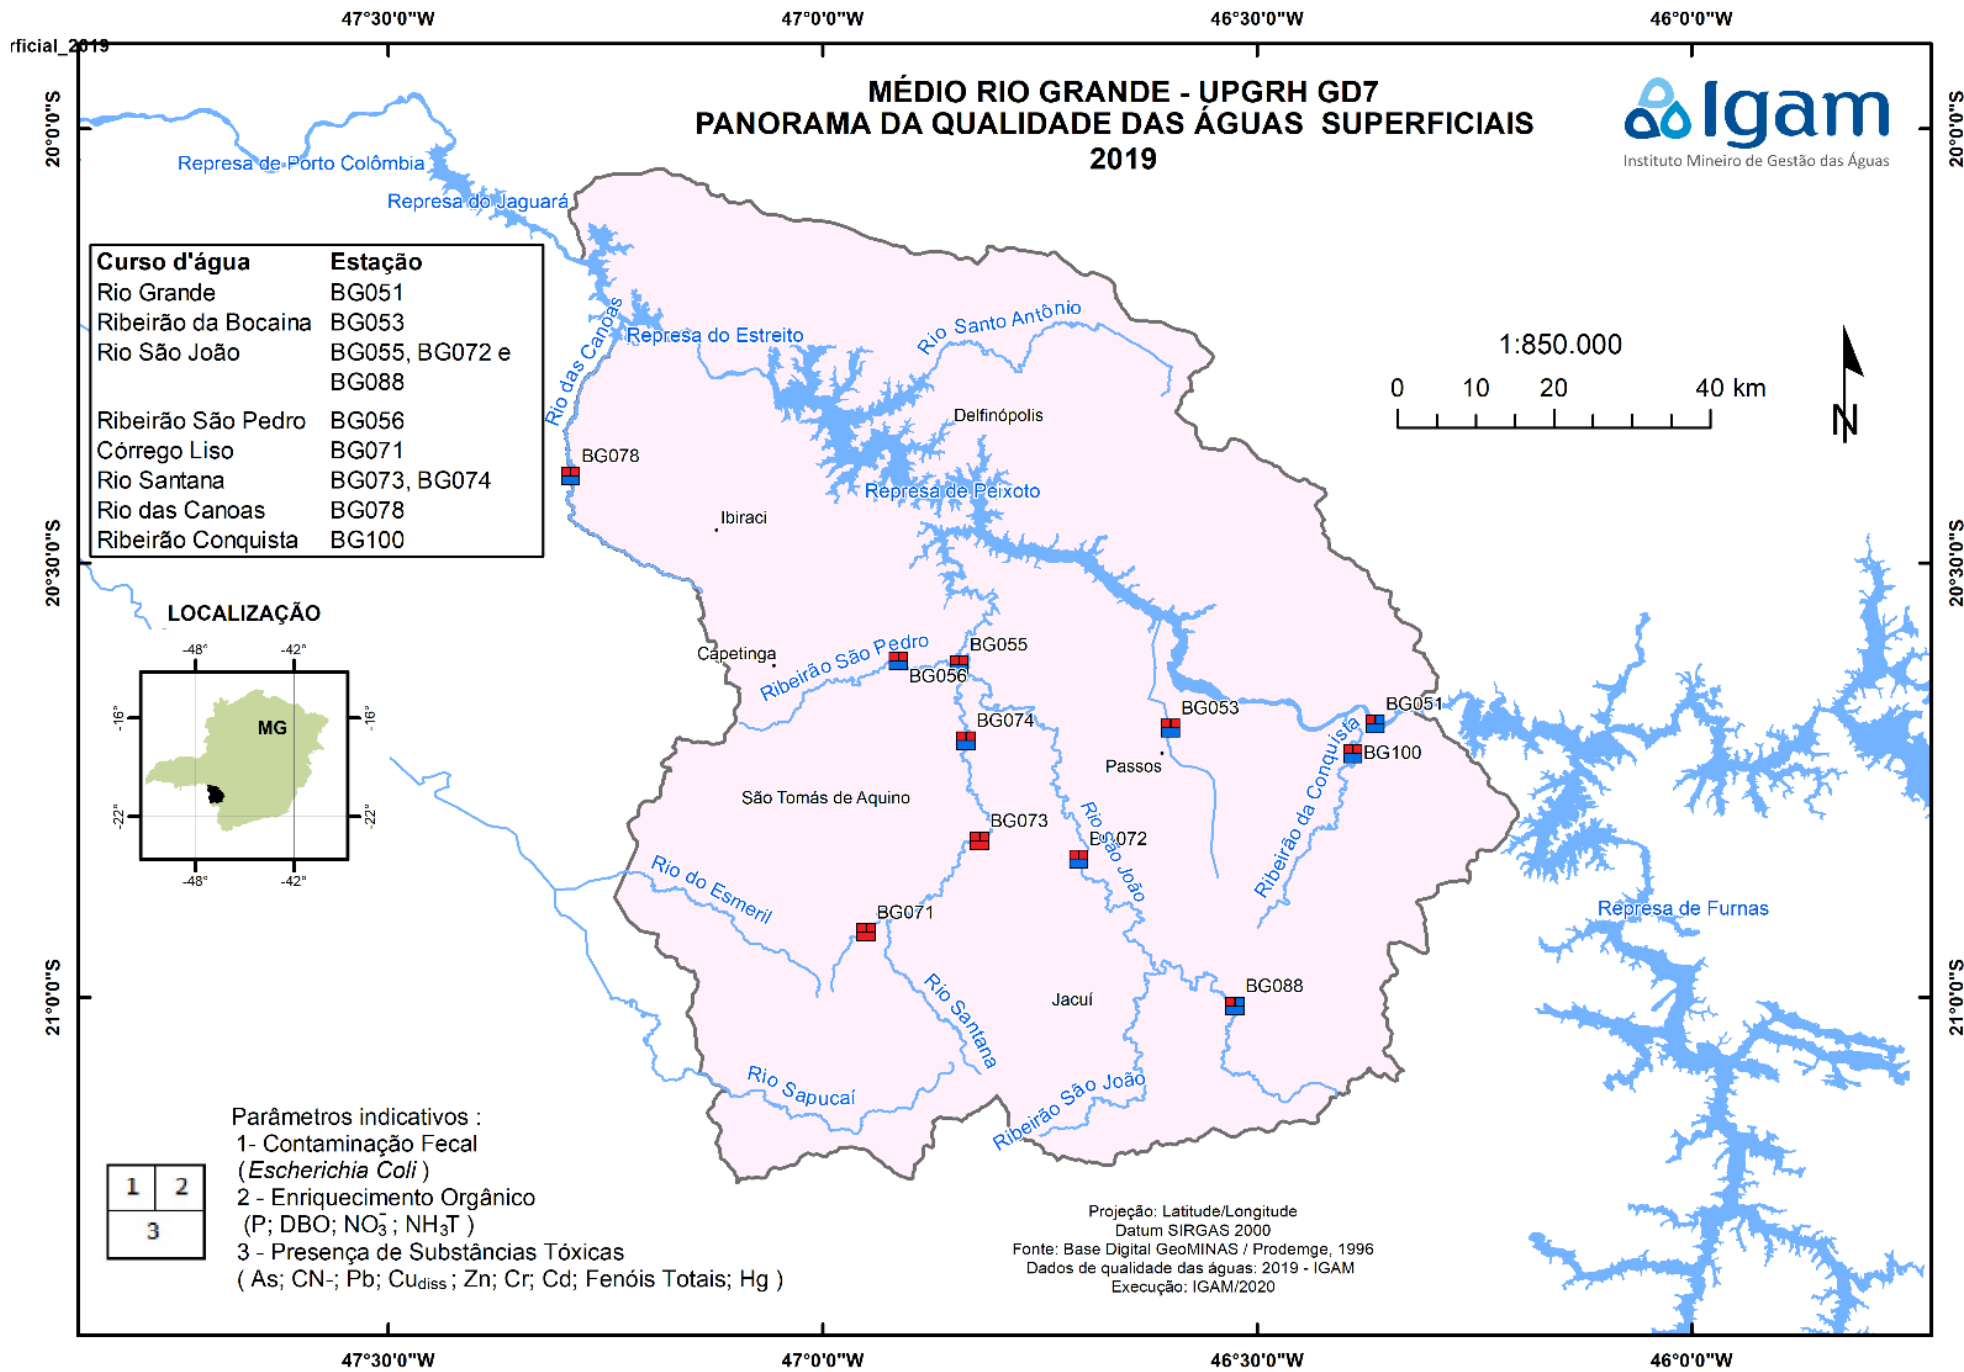 47°30'0"W
47°0'0"W
46°30'0"W
46°0'0"W
rficial_2019
MÉDIO RIO GRANDE - UPGRH GD7
PANORAMA DA QUALIDADE DAS ÁGUAS SUPERFICIAIS
2019
Igam
Instituto Mineiro de Gestão das Águas
20°0'0"S
20°0'0"S
Represa de Porto Colômbia
Represa do Jaguará
Curso d'água Estação
Rio Grande BG051
Ribeirão da Bocaina BG053
Rio São João BG055, BG072 e
BG088
Ribeirão São Pedro BG056
Córrego Liso BG071
Rio Santana BG073, BG074
Rio das Canoas BG078
Ribeirão Conquista BG100
Rio das Canoas
Represa do Estreito
Rio Santo Antônio
1:850.000
0 10 20 40 km
N
Delfinópolis
BG078
Represa de Peixoto
Ibiraci
20°30'0"S
20°30'0"S
LOCALIZAÇÃO
-48° -42°
-16° -16°
MG
-22° -22°
-48° -42°
Capetinga
Ribeirão São Pedro
BG055
BG056
BG074
BG053
BG051
BG100
Passos
Ribeirão da Conquista
São Tomás de Aquino
BG073
BG072
Rio São João
Rio do Esmeril
BG071
Represa de Furnas
Rio Santana
Jacuí
BG088
21°0'0"S
21°0'0"S
Rio Sapucaí
Ribeirão São João
Parâmetros indicativos :
1- Contaminação Fecal
(Escherichia Coli )
2 - Enriquecimento Orgânico
(P; DBO; NO₃⁻; NH₃T )
3 - Presença de Substâncias Tóxicas
( As; CN-; Pb; Cudiss ; Zn; Cr; Cd; Fenóis Totais; Hg )
1 2
3
Projeção: Latitude/Longitude
Datum SIRGAS 2000
Fonte: Base Digital GeoMINAS / Prodemge, 1996
Dados de qualidade das águas: 2019 - IGAM
Execução: IGAM/2020
47°30'0"W
47°0'0"W
46°30'0"W
46°0'0"W